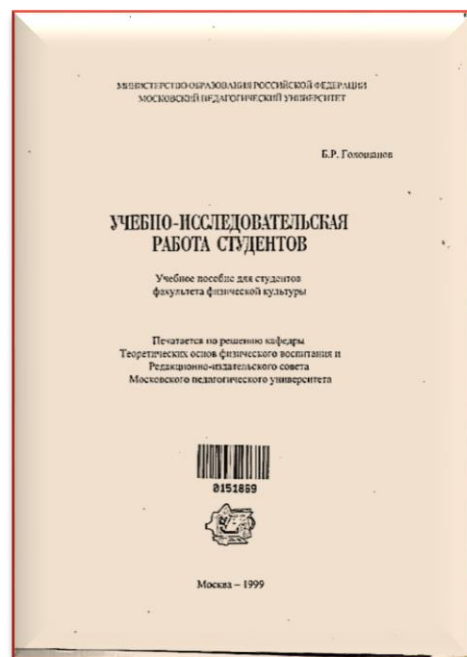 МИНИСТЕРСТВО ОБРАЗОВАНИЯ РОССИЙСКОЙ ФЕДЕРАЦИИ
МОСКОВСКИЙ ПЕДАГОГИЧЕСКИЙ УНИВЕРСИТЕТ
Б.Р. Голощапов
УЧЕБНО-ИССЛЕДОВАТЕЛЬСКАЯ
РАБОТА СТУДЕНТОВ
Учебное пособие для студентов
факультета физической культуры
Печатается по решению кафедры
Теоретических основ физического воспитания и
Редакционно-издательского совета
Московского педагогического университета
0151869
Москва – 1999